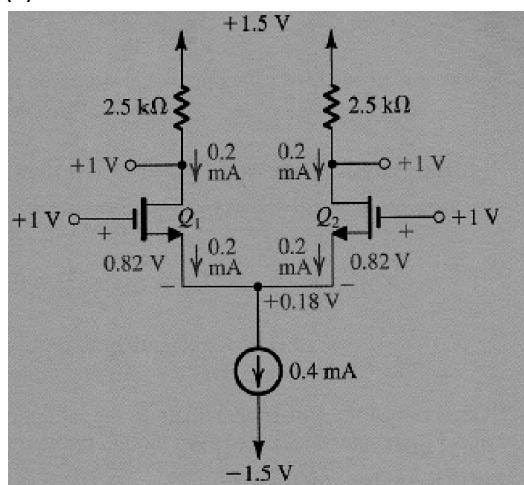 +1.5 V
2.5 kΩ
2.5 kΩ
+1 V
0.2
mA
0.2
mA
+1 V
+1 V
Q₁
Q₂
+1 V
+
+
0.82 V
0.2
mA
0.2
mA
0.82 V
−
−
+0.18 V
0.4 mA
−1.5 V